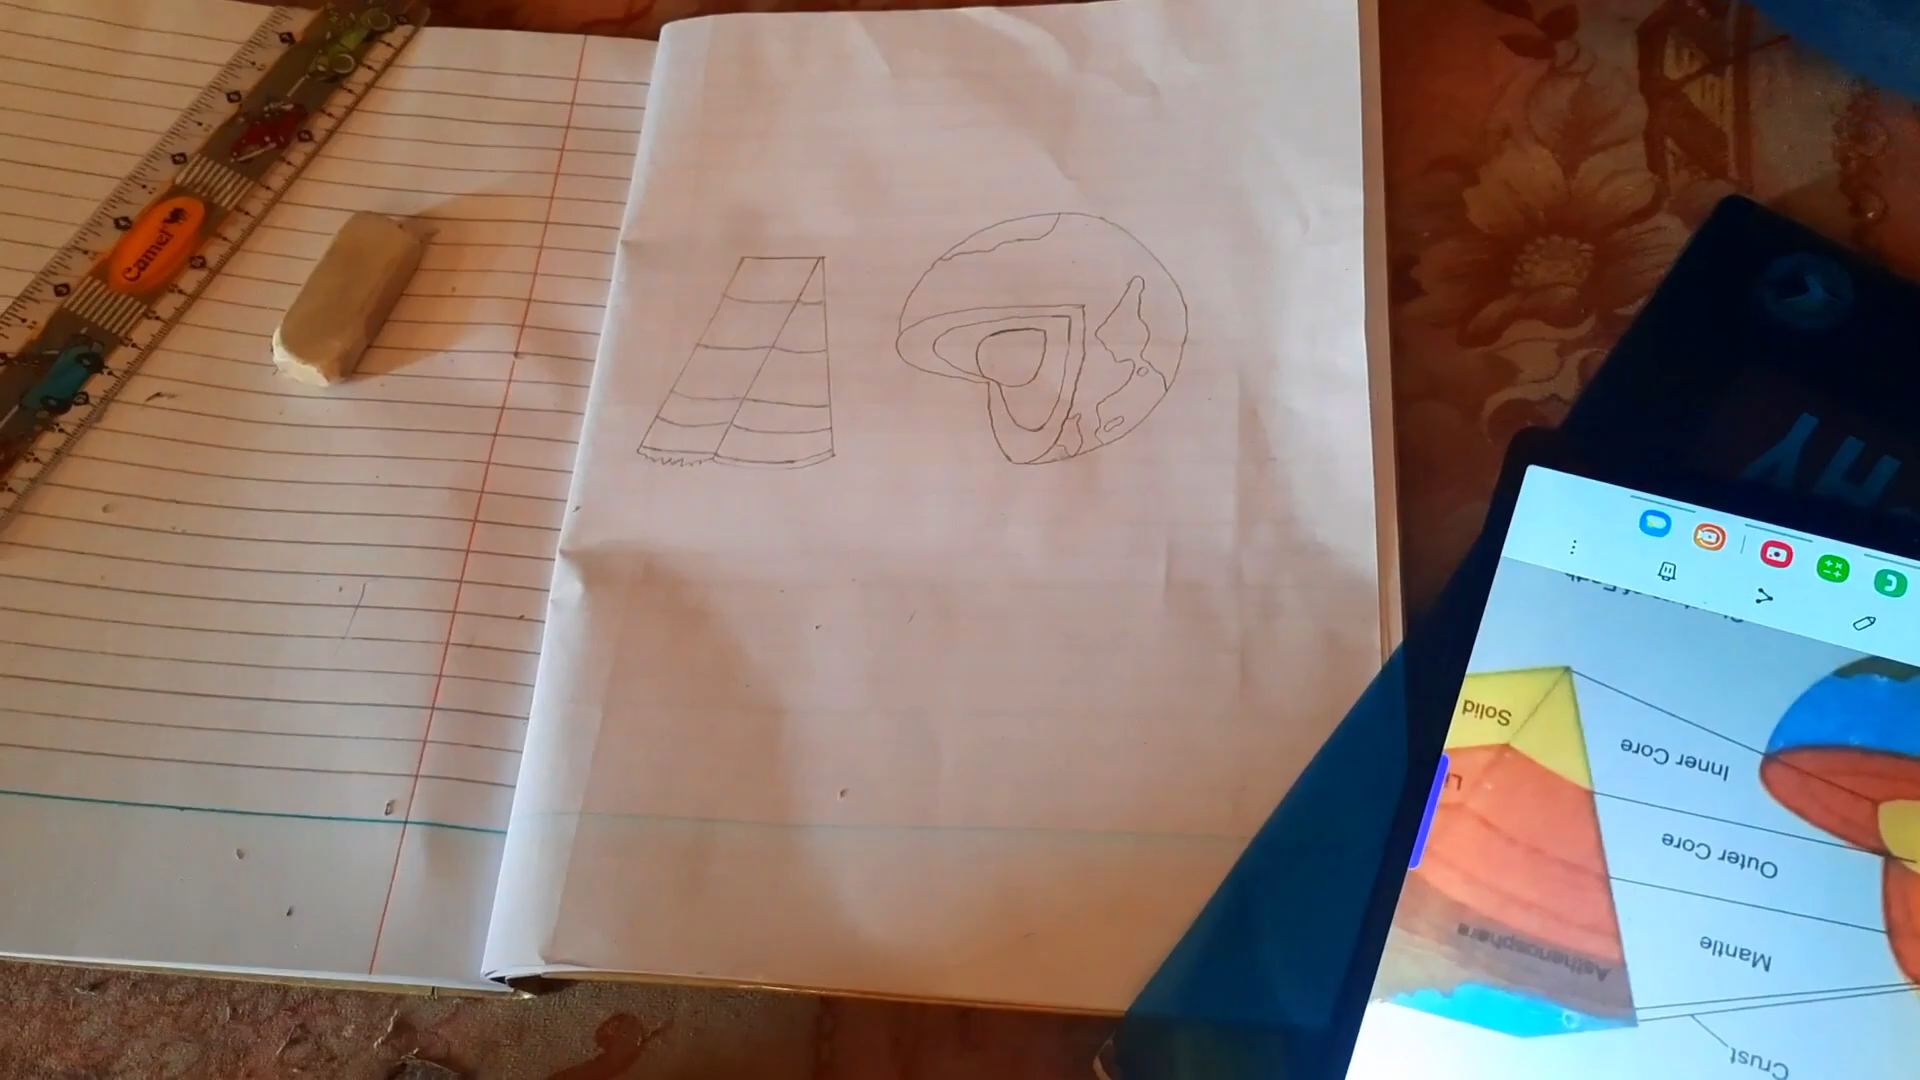 Camel
Solid
Inner Core
Outer Core
Mantle
Asthenosphere
Crust